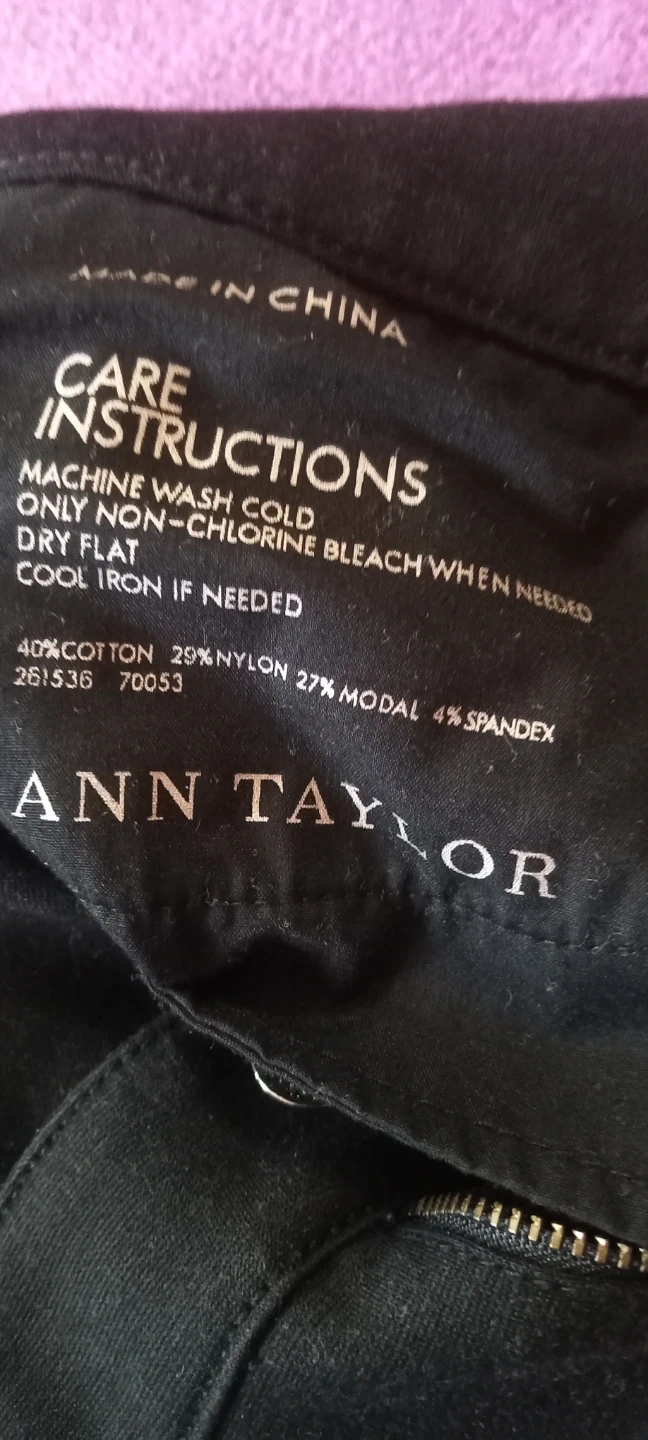 MADE IN CHINA
CARE
INSTRUCTIONS
MACHINE WASH COLD
ONLY NON-CHLORINE BLEACH WHEN NEEDED
DRY FLAT
COOL IRON IF NEEDED
40%COTTON 29%NYLON 27%MODAL 4%SPANDEX
261536 70053
ANN TAYLOR